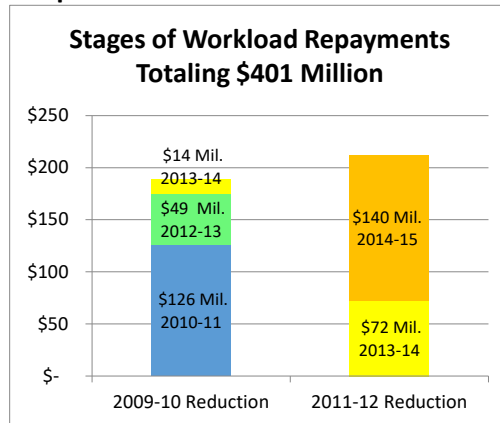 Stages of Workload Repayments
Totaling $401 Million
$250
$200
$150
$100
$50
$-
$14 Mil.
2013-14
$49 Mil.
2012-13
$126 Mil.
2010-11
$140 Mil.
2014-15
$72 Mil.
2013-14
2009-10 Reduction
2011-12 Reduction